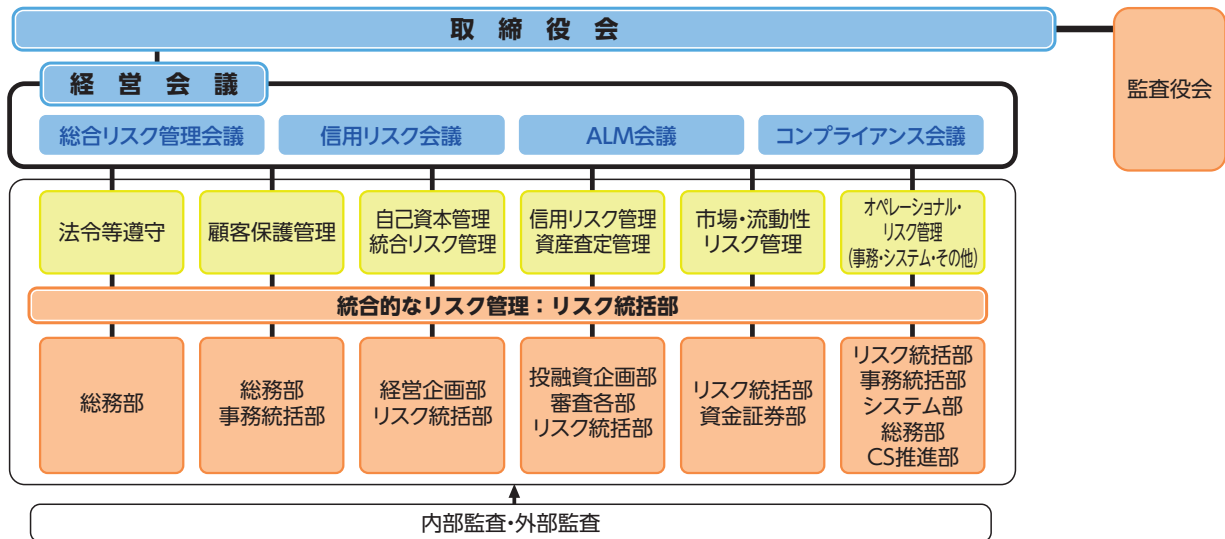 取締役会
監査役会
経営会議
総合リスク管理会議
信用リスク会議
ALM会議
コンプライアンス会議
法令等遵守
顧客保護管理
自己資本管理
統合リスク管理
信用リスク管理
資産査定管理
市場・流動性
リスク管理
オペレーショナル・
リスク管理
(事務・システム・その他)
統合的なリスク管理：リスク統括部
総務部
総務部
事務統括部
経営企画部
リスク統括部
投融資企画部
審査各部
リスク統括部
リスク統括部
資金証券部
リスク統括部
事務統括部
システム部
総務部
CS推進部
内部監査・外部監査